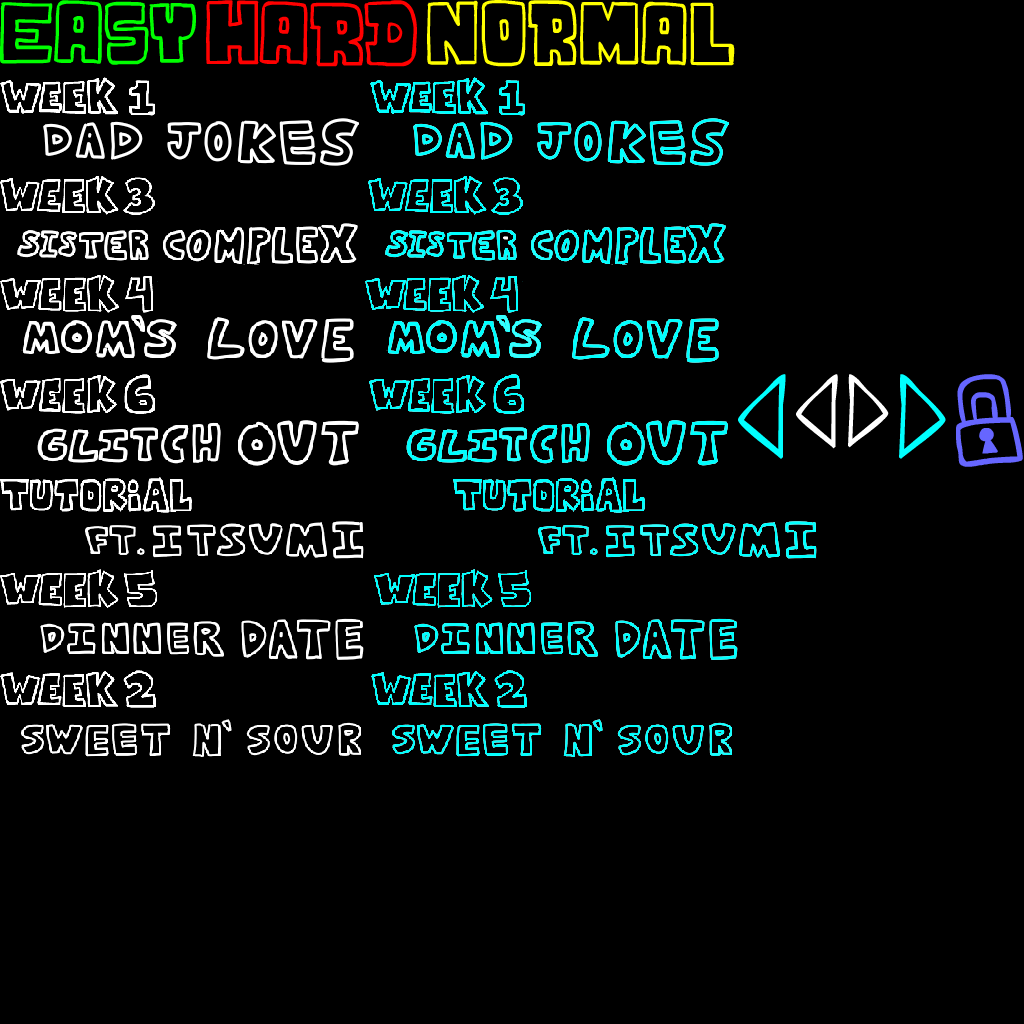 EASY HARD NORMAL
WEEK 1 WEEK 1
DAD JOKES DAD JOKES
WEEK 3 WEEK 3
SISTER COMPLEX SISTER COMPLEX
WEEK 4 WEEK 4
MOM'S LOVE MOM'S LOVE
WEEK 6 WEEK 6
GLITCH OUT GLITCH OUT
TUTORiAL TUTORiAL
FT. ITSUMI FT. ITSUMI
WEEK 5 WEEK 5
DINNER DATE DINNER DATE
WEEK 2 WEEK 2
SWEET N' SOUR SWEET N' SOUR